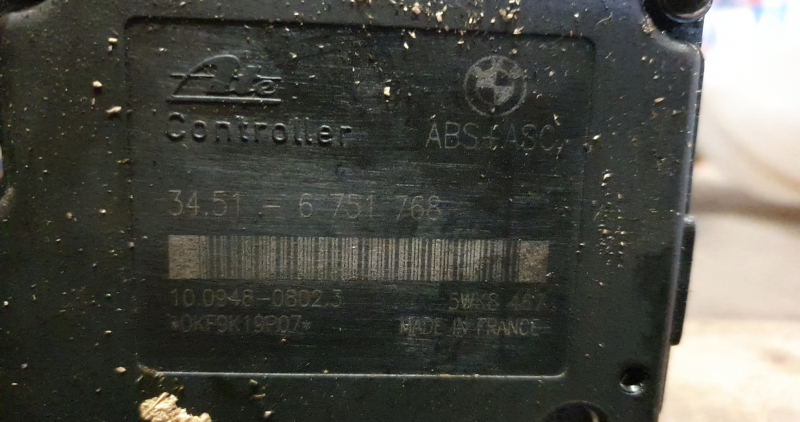 Ate
Controller
ABS+ASC
34.51 - 6 751 768
10.0948-0802.3
5WK8 467
*0KF9K19P07*
MADE IN FRANCE